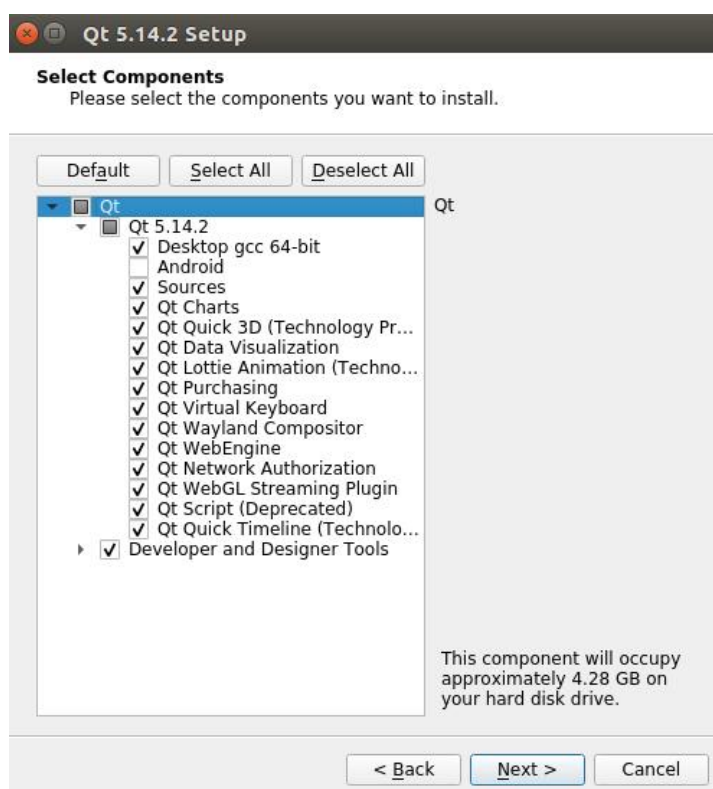 Qt 5.14.2 Setup
Select Components
Please select the components you want to install.
Default Select All Deselect All
Qt
Qt
Qt 5.14.2
Desktop gcc 64-bit
Android
Sources
Qt Charts
Qt Quick 3D (Technology Pr...
Qt Data Visualization
Qt Lottie Animation (Techno...
Qt Purchasing
Qt Virtual Keyboard
Qt Wayland Compositor
Qt WebEngine
Qt Network Authorization
Qt WebGL Streaming Plugin
Qt Script (Deprecated)
Qt Quick Timeline (Technolo...
Developer and Designer Tools
This component will occupy
approximately 4.28 GB on
your hard disk drive.
< Back Next > Cancel